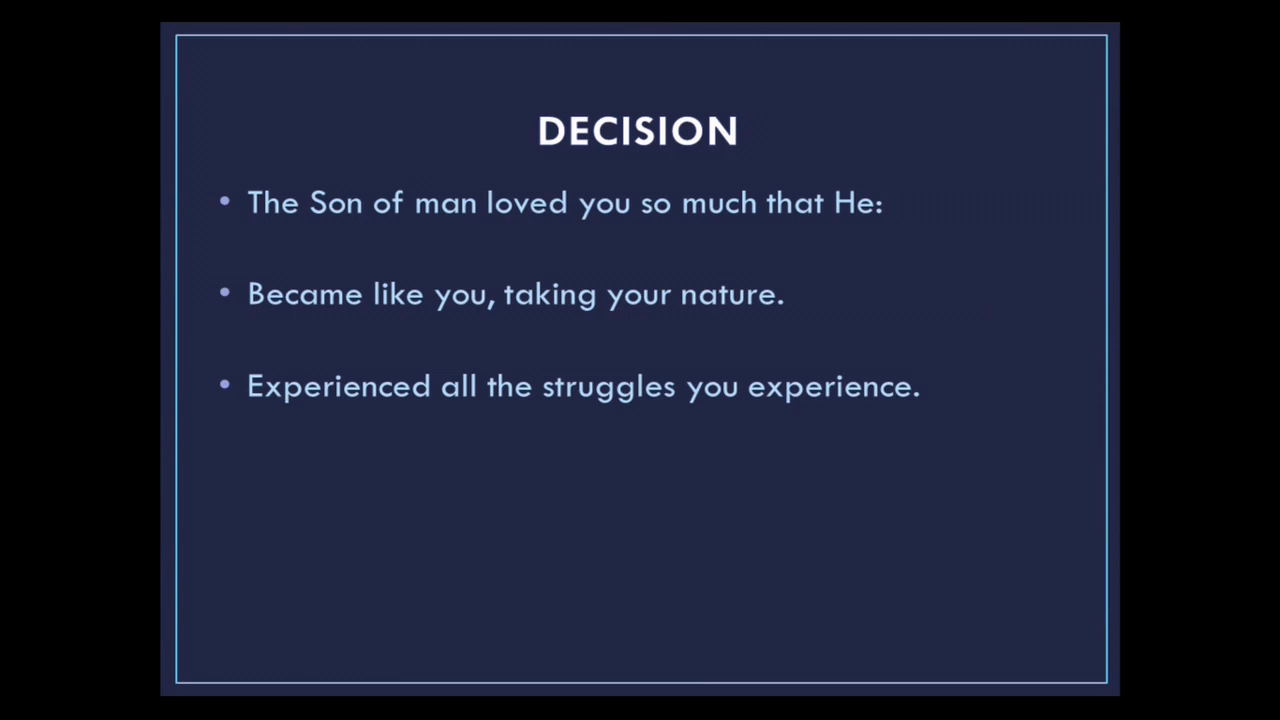 DECISION
• The Son of man loved you so much that He:
• Became like you, taking your nature.
• Experienced all the struggles you experience.